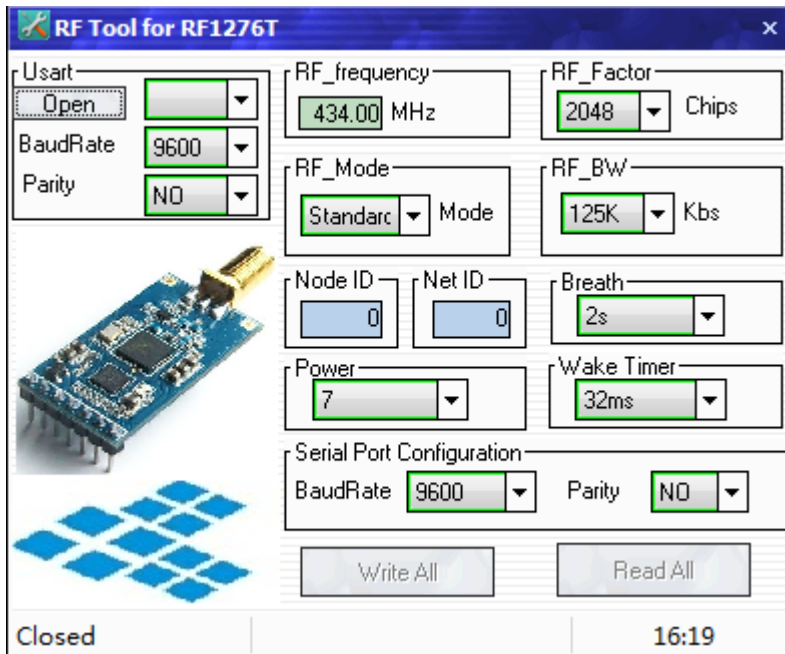 RF Tool for RF1276T
Usart
Open
BaudRate
9600
Parity
NO
RF_frequency
434.00 MHz
RF_Factor
2048 Chips
RF_Mode
Standard Mode
RF_BW
125K Kbs
Node ID
0
Net ID
0
Breath
2s
Power
7
Wake Timer
32ms
Serial Port Configuration
BaudRate 9600 Parity NO
Write All
Read All
Closed
16:19